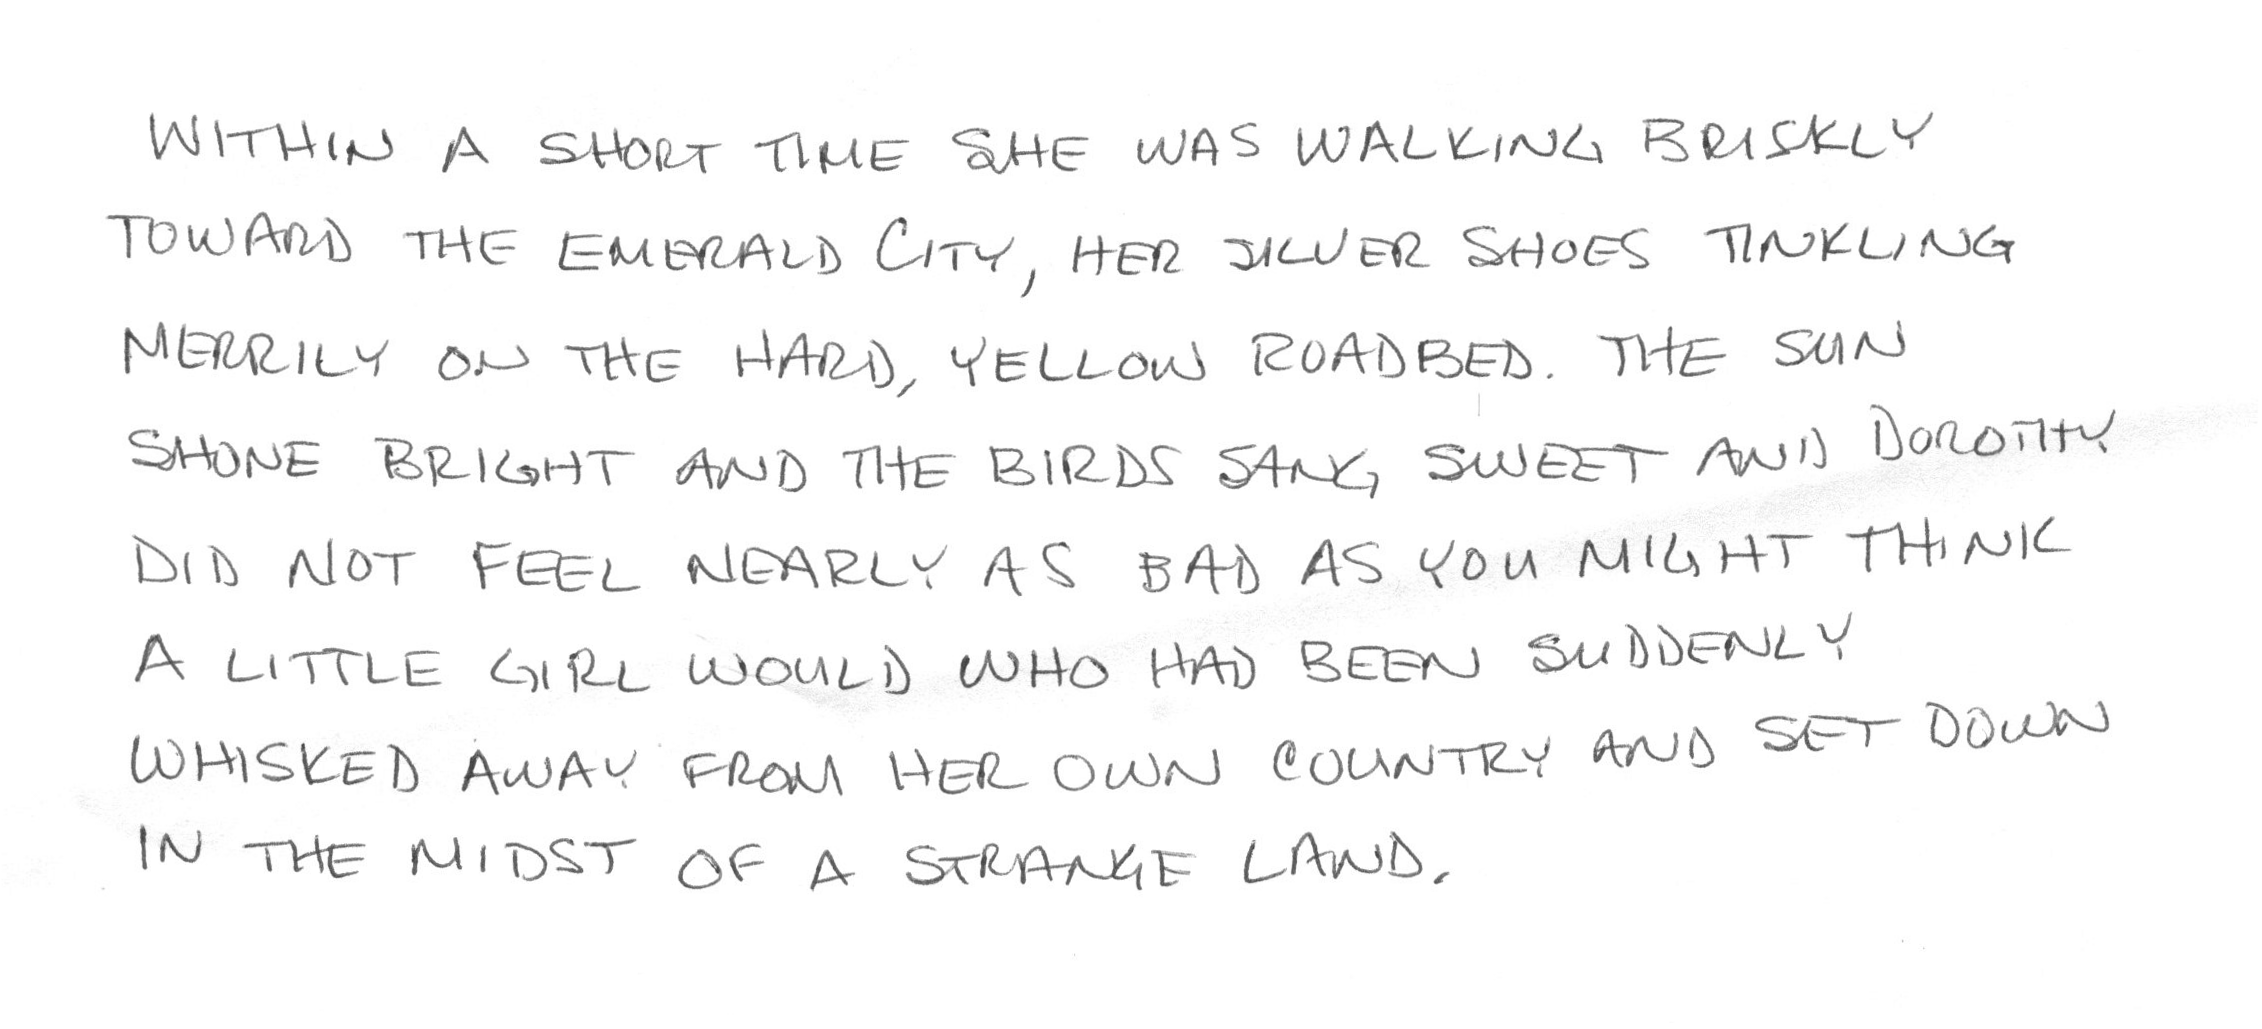 WITHIN A SHORT TIME SHE WAS WALKING BRISKLY
TOWARD THE EMERALD CITY, HER SILVER SHOES TINKLING
MERRILY ON THE HARD, YELLOW ROADBED. THE SUN
SHONE BRIGHT AND THE BIRDS SANG SWEET AND DOROTHY
DID NOT FEEL NEARLY AS BAD AS YOU MIGHT THINK
A LITTLE GIRL WOULD WHO HAD BEEN SUDDENLY
WHISKED AWAY FROM HER OWN COUNTRY AND SET DOWN
IN THE MIDST OF A STRANGE LAND.